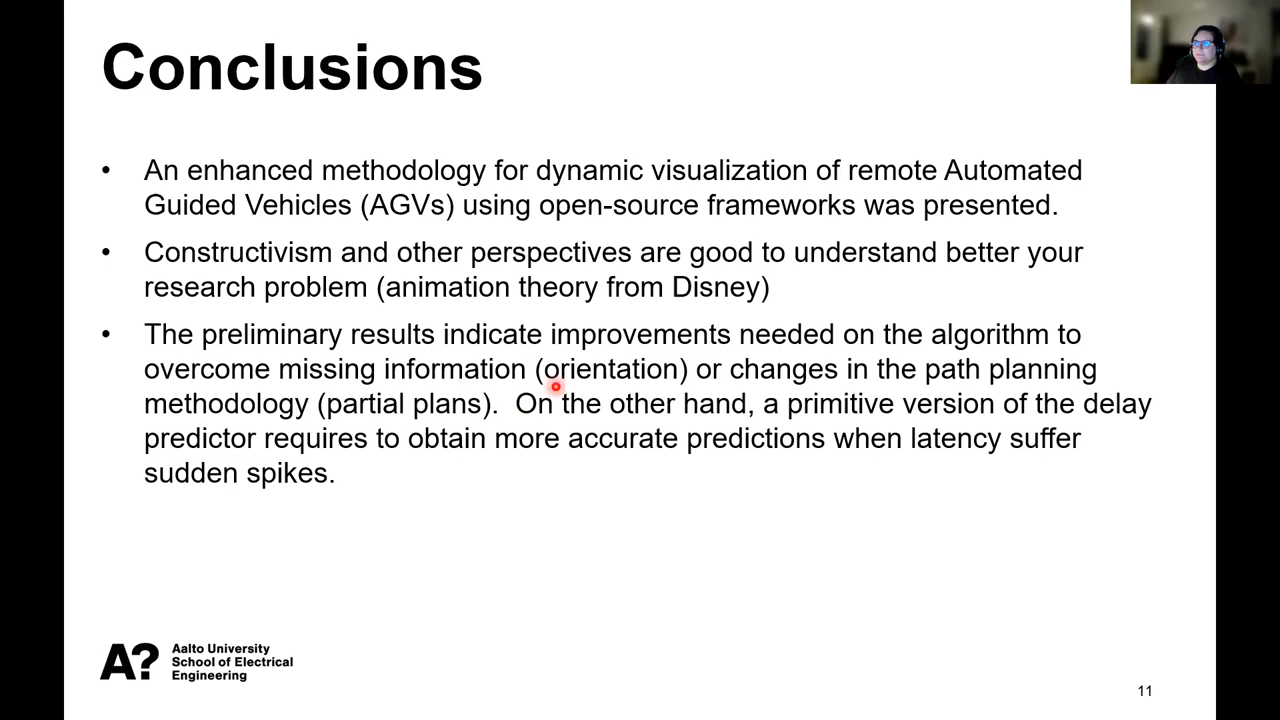 Conclusions
• An enhanced methodology for dynamic visualization of remote Automated
Guided Vehicles (AGVs) using open-source frameworks was presented.
• Constructivism and other perspectives are good to understand better your
research problem (animation theory from Disney)
• The preliminary results indicate improvements needed on the algorithm to
overcome missing information (orientation) or changes in the path planning
methodology (partial plans).  On the other hand, a primitive version of the delay
predictor requires to obtain more accurate predictions when latency suffer
sudden spikes.
A?
Aalto University
School of Electrical
Engineering
11